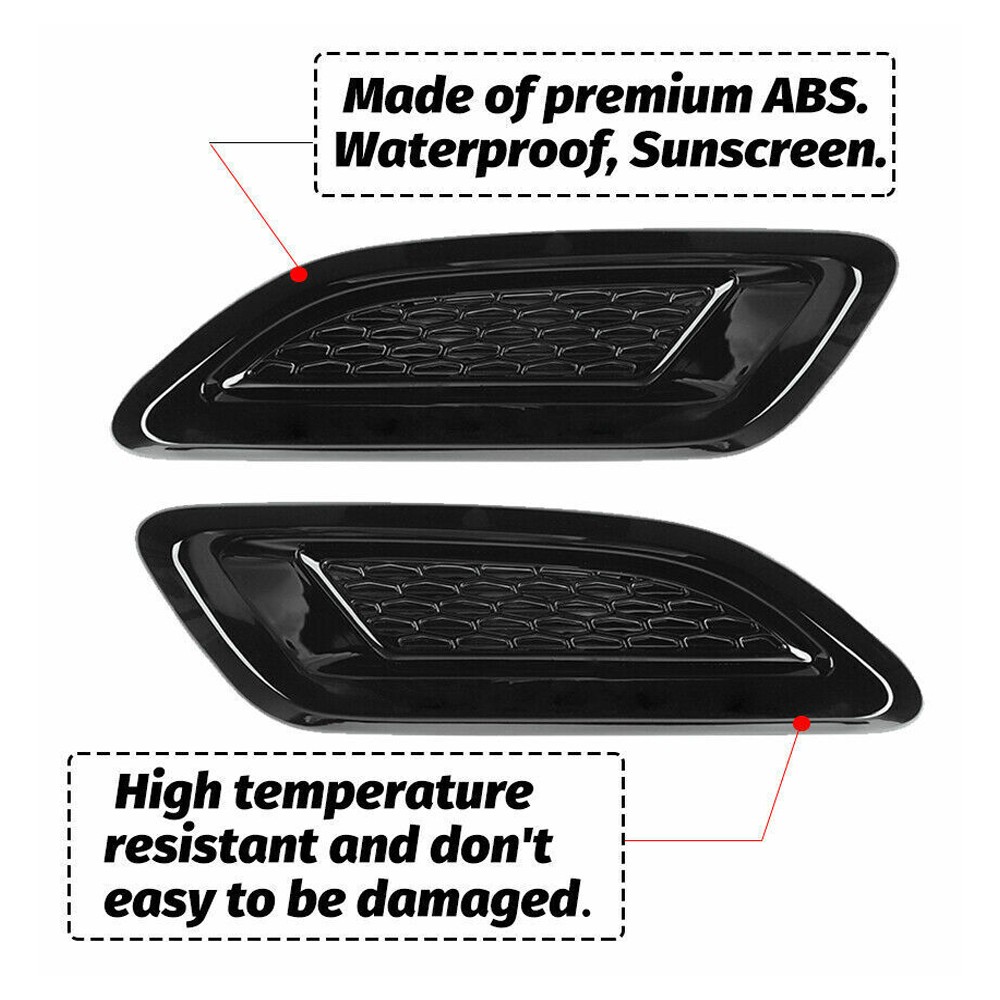 Made of premium ABS.
Waterproof, Sunscreen.
High temperature
resistant and don't
easy to be damaged.